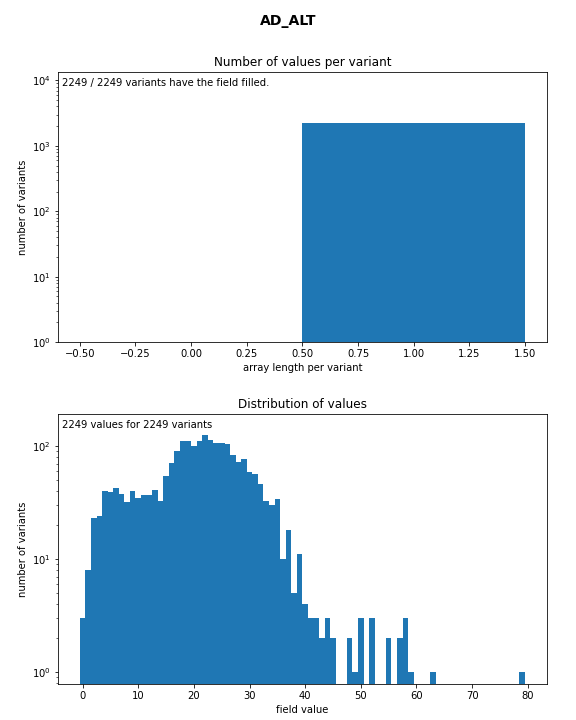 AD_ALT
Number of values per variant
2249 / 2249 variants have the field filled.
number of variants
10⁴
10³
10²
10¹
10⁰
−0.50 −0.25 0.00 0.25 0.50 0.75 1.00 1.25 1.50
array length per variant
Distribution of values
2249 values for 2249 variants
number of variants
10²
10¹
10⁰
0 10 20 30 40 50 60 70 80
field value